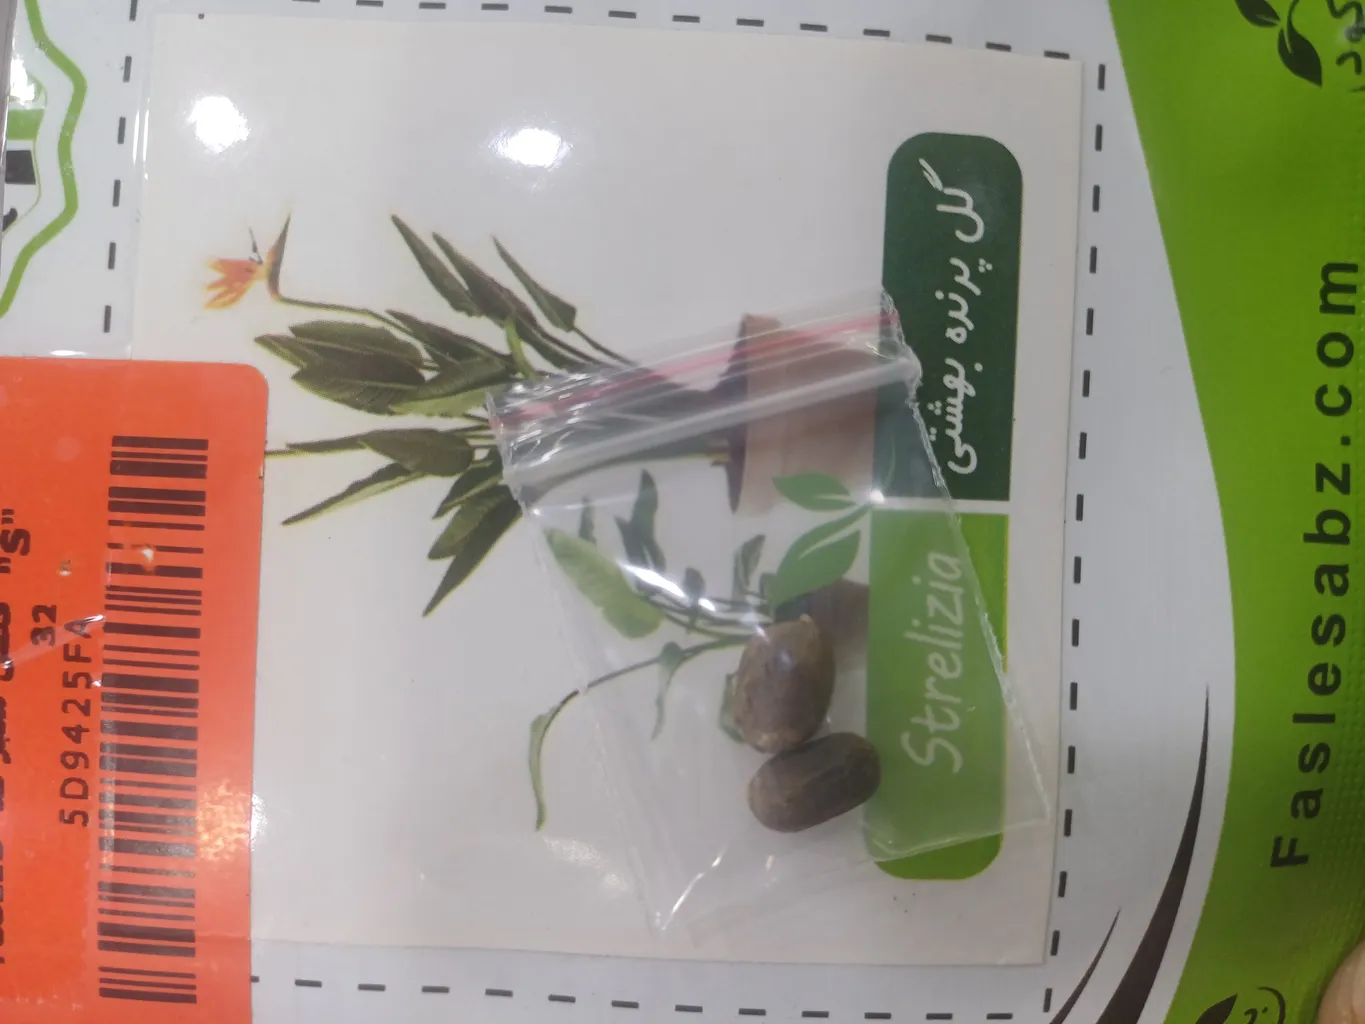 گل پرنده بهشتی
Strelizia
Faslesabz.com
"S"
32
5D9425FA